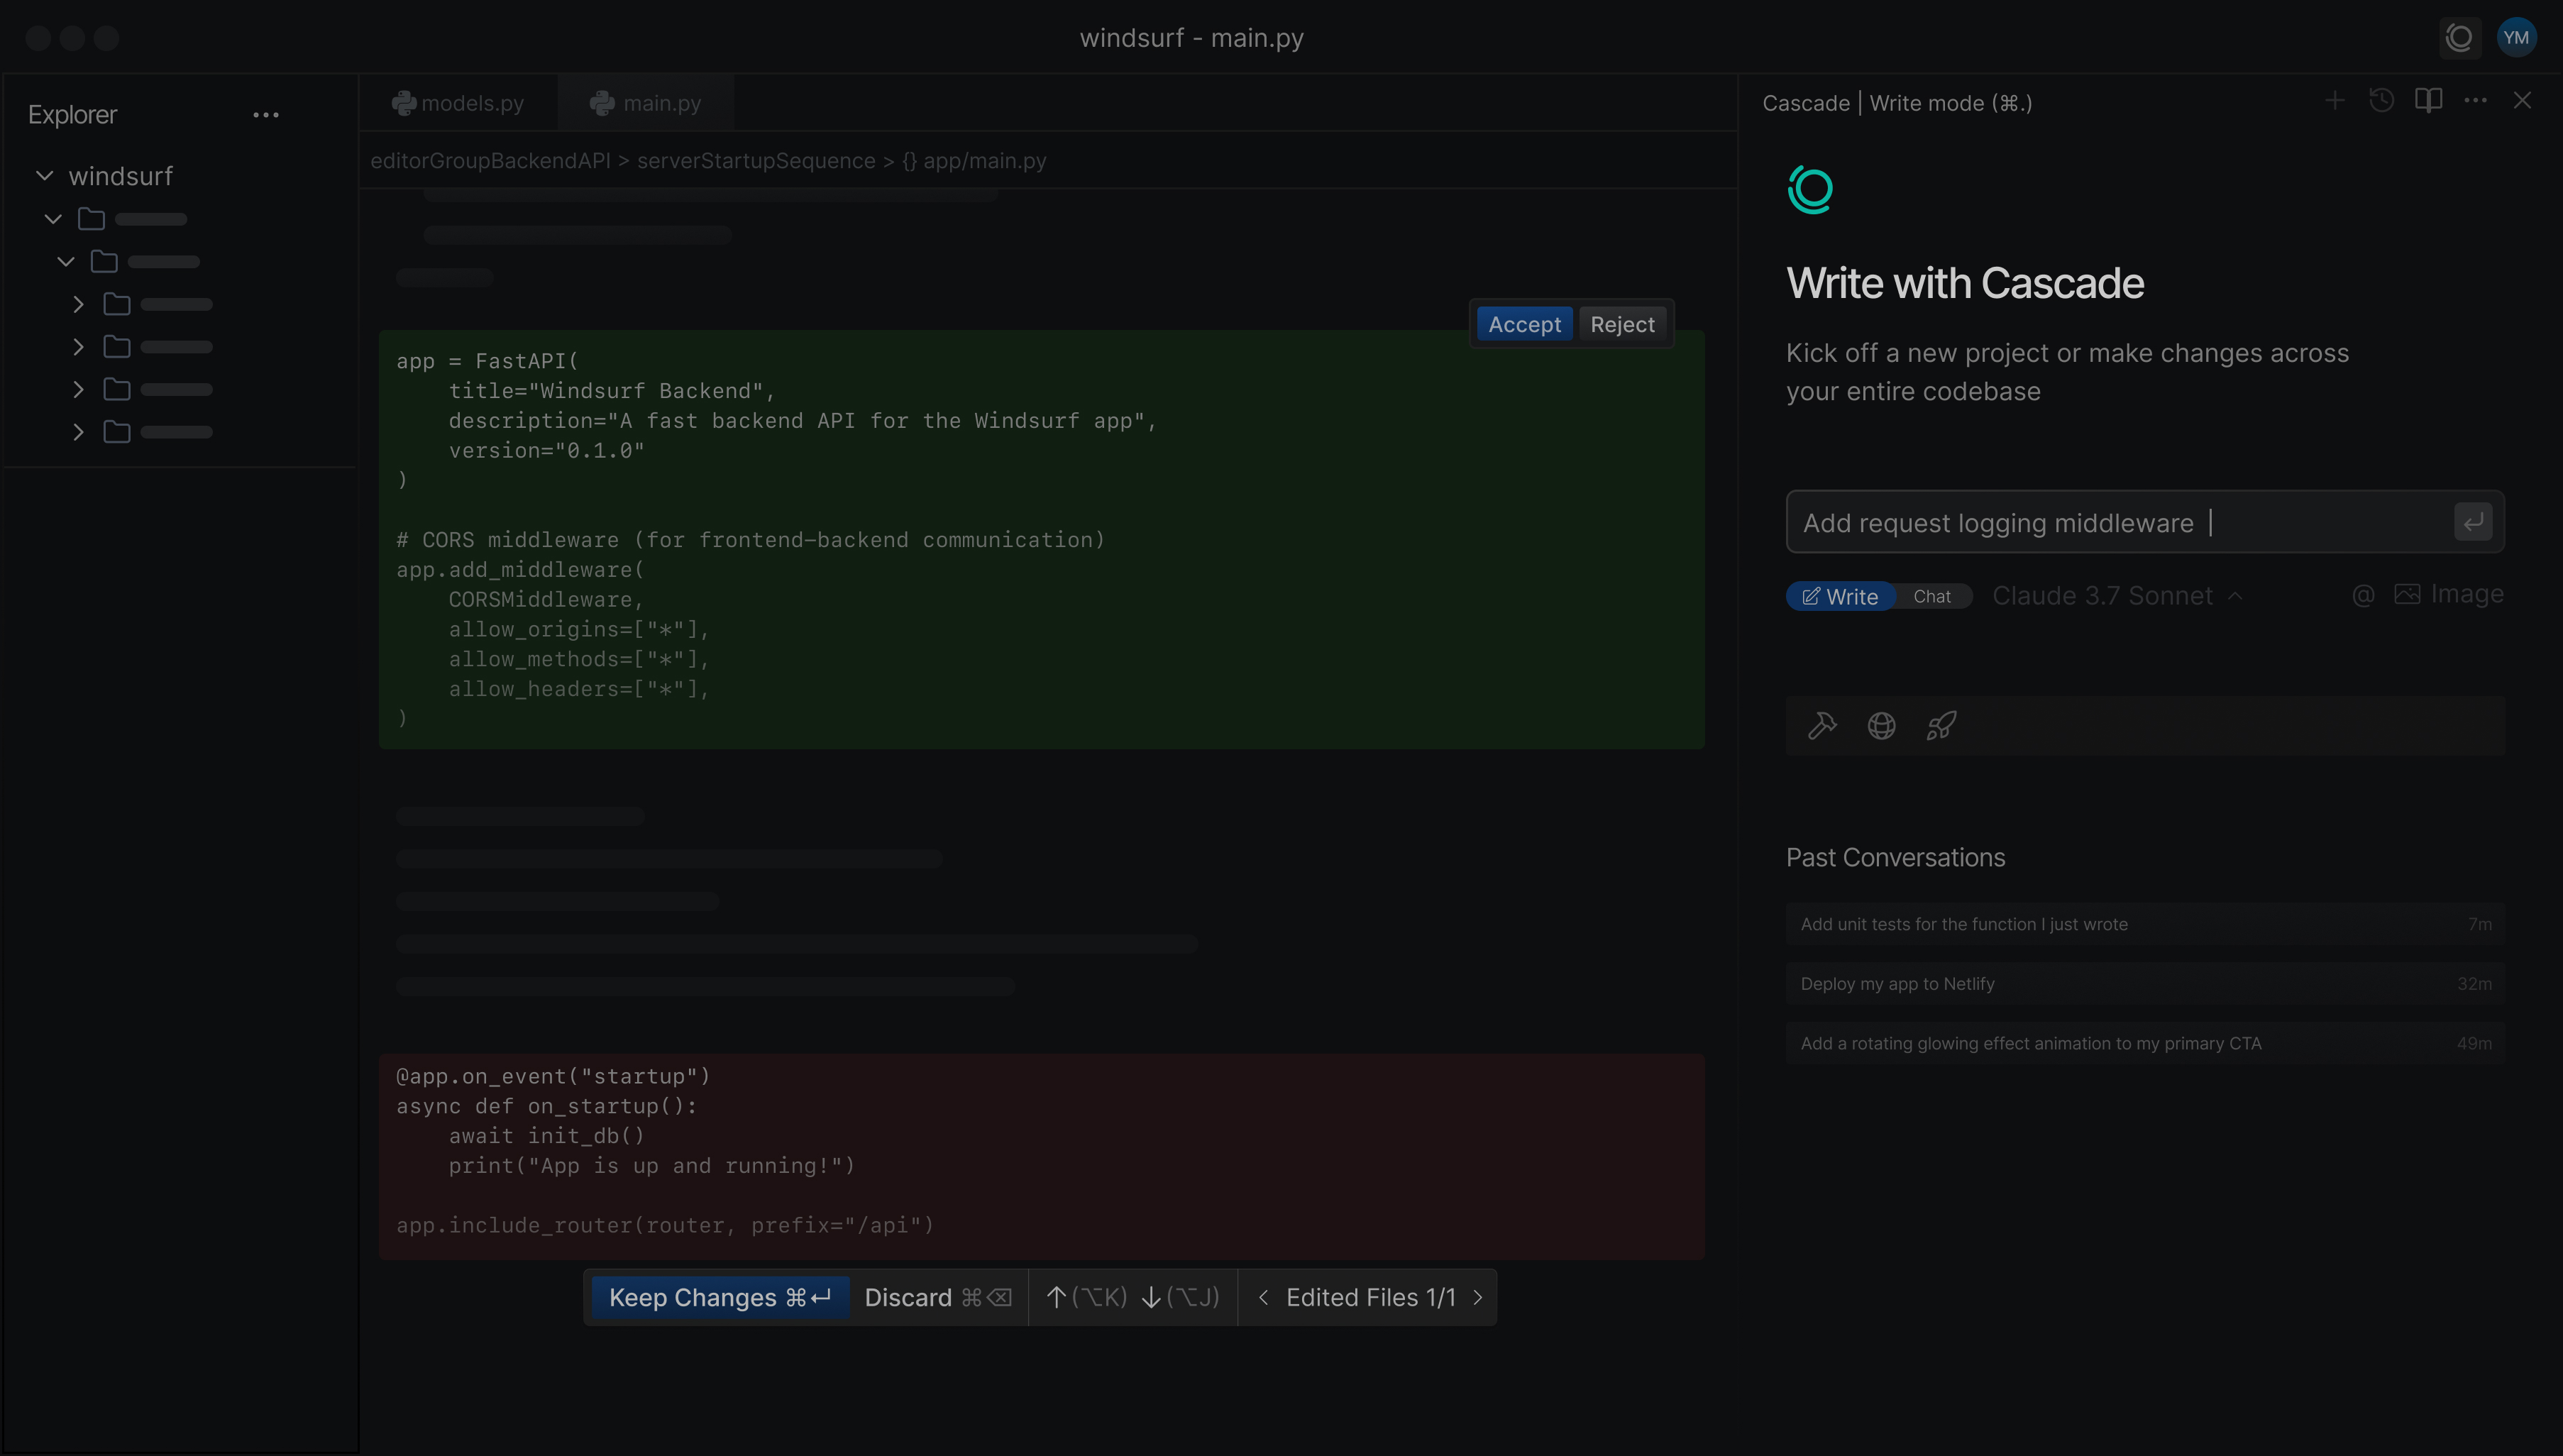 windsurf - main.py
YM
Explorer
windsurf
models.py
main.py
editorGroupBackendAPI > serverStartupSequence > {} app/main.py
Accept
Reject
app = FastAPI(
    title="Windsurf Backend",
    description="A fast backend API for the Windsurf app",
    version="0.1.0"
)
# CORS middleware (for frontend-backend communication)
app.add_middleware(
    CORSMiddleware,
    allow_origins=["*"],
    allow_methods=["*"],
    allow_headers=["*"],
)
@app.on_event("startup")
async def on_startup():
    await init_db()
    print("App is up and running!")
app.include_router(router, prefix="/api")
Keep Changes ⌘↵
Discard ⌘⌫
↑(⌥K) ↓(⌥J)
< Edited Files 1/1 >
Cascade | Write mode (⌘.)
Write with Cascade
Kick off a new project or make changes across
your entire codebase
Add request logging middleware
Write
Chat
Claude 3.7 Sonnet
@
Image
Past Conversations
Add unit tests for the function I just wrote 7m
Deploy my app to Netlify 32m
Add a rotating glowing effect animation to my primary CTA 49m